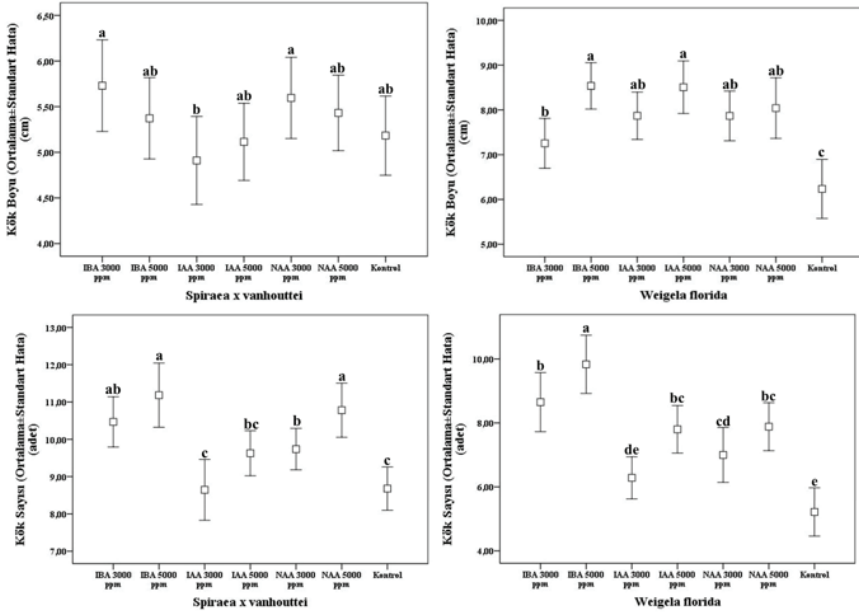 Kök Boyu (Ortalama±Standart Hata)
(cm)
6,50
6,00
5,50
5,00
4,50
4,00
a
ab
b
ab
a
ab
ab
IBA 3000 ppm
IBA 5000 ppm
IAA 3000 ppm
IAA 5000 ppm
NAA 3000 ppm
NAA 5000 ppm
Kontrol
Spiraea x vanhouttei
Kök Boyu (Ortalama±Standart Hata)
(cm)
10,00
9,00
8,00
7,00
6,00
5,00
b
a
ab
a
ab
ab
c
IBA 3000 ppm
IBA 5000 ppm
IAA 3000 ppm
IAA 5000 ppm
NAA 3000 ppm
NAA 5000 ppm
Kontrol
Weigela florida
Kök Sayısı (Ortalama±Standart Hata)
(adet)
13,00
12,00
11,00
10,00
9,00
8,00
7,00
ab
a
c
bc
b
a
c
IBA 3000 ppm
IBA 5000 ppm
IAA 3000 ppm
IAA 5000 ppm
NAA 3000 ppm
NAA 5000 ppm
Kontrol
Spiraea x vanhouttei
Kök Sayısı (Ortalama±Standart Hata)
(adet)
10,00
8,00
6,00
4,00
b
a
de
bc
cd
bc
e
IBA 3000 ppm
IBA 5000 ppm
IAA 3000 ppm
IAA 5000 ppm
NAA 3000 ppm
NAA 5000 ppm
Kontrol
Weigela florida